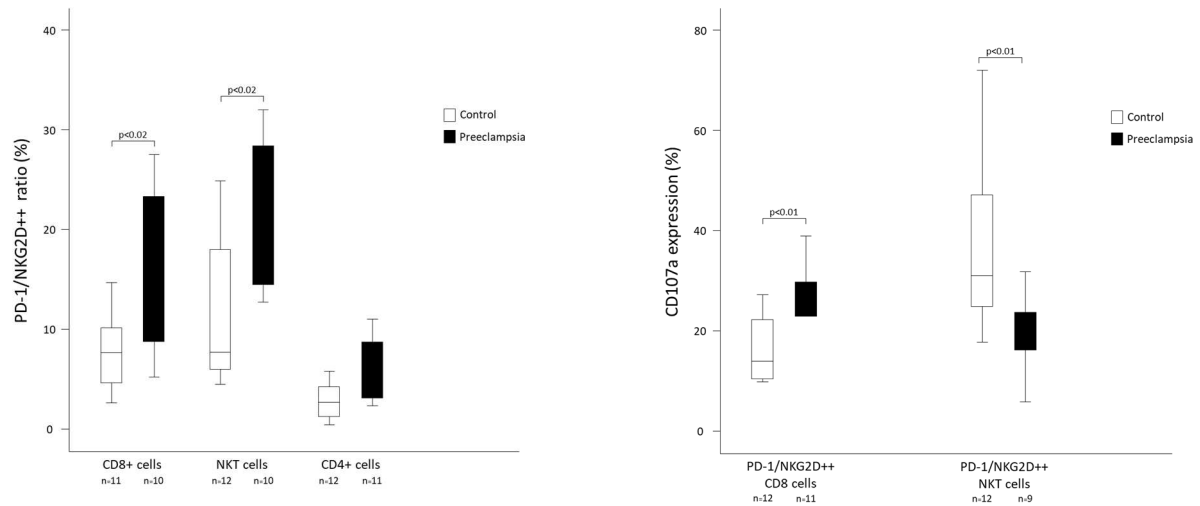 40
30
20
10
0
PD-1/NKG2D++ ratio (%)
p<0.02
p<0.02
Control
Preeclampsia
CD8+ cells
NKT cells
CD4+ cells
n=11
n=10
n=12
n=10
n=12
n=11
80
60
40
20
0
CD107a expression (%)
p<0.01
p<0.01
Control
Preeclampsia
PD-1/NKG2D++
CD8 cells
n=12
n=11
PD-1/NKG2D++
NKT cells
n=12
n=9